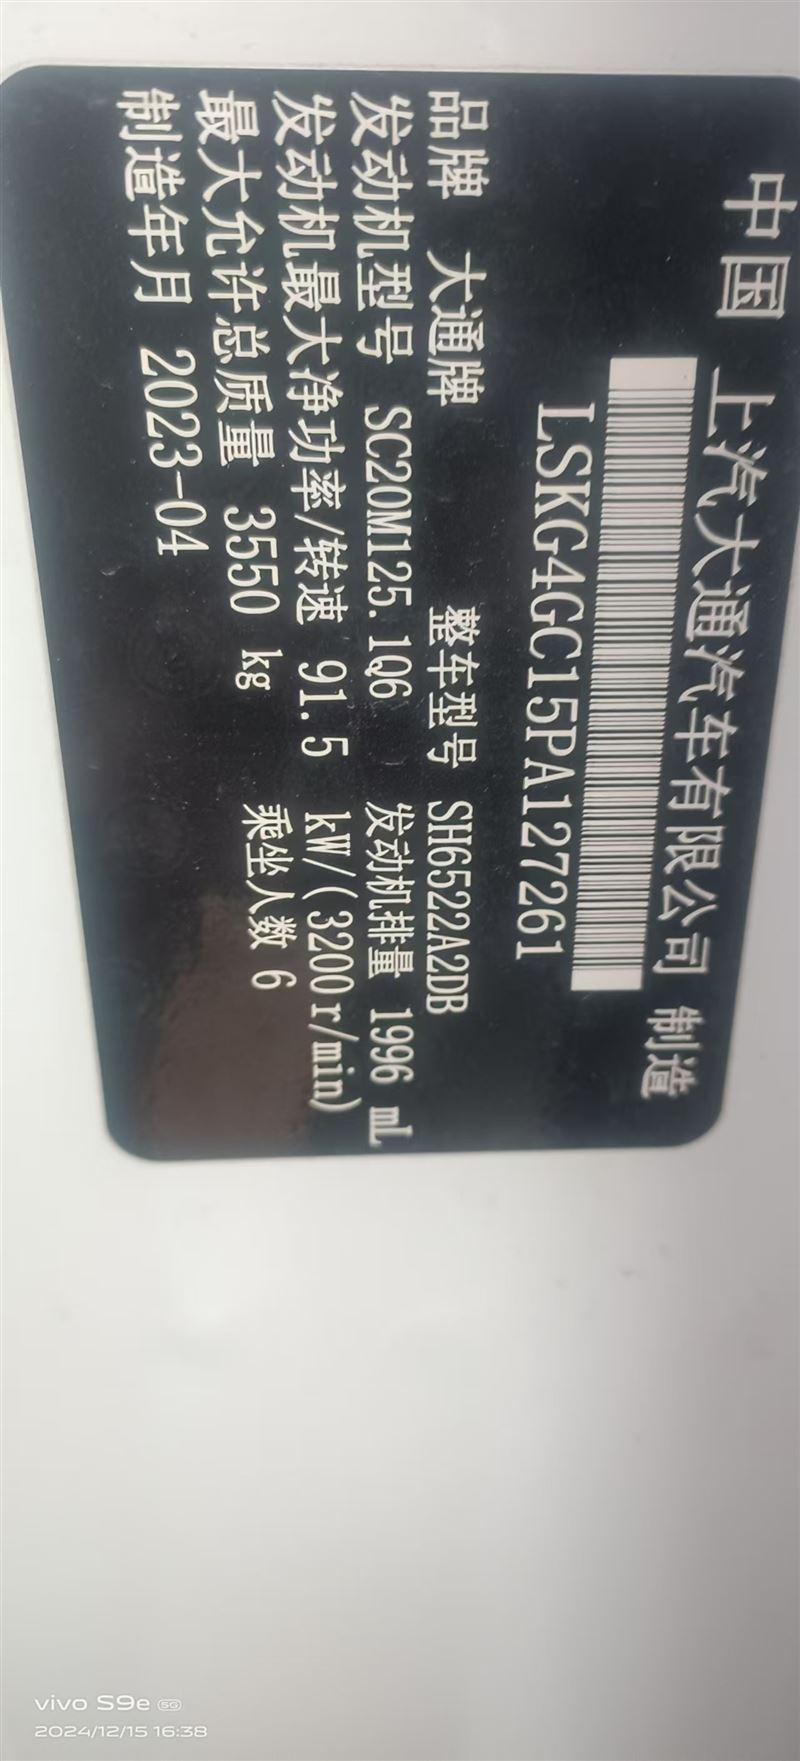 中国 上汽大通汽车有限公司 制造
LSKG4GC15PA127261
品牌 大通牌 整车型号 SH6522A2DB
发动机型号 SC20M125.1Q6 发动机排量 1996 mL
发动机最大净功率/转速 91.5 kW/(3200r/min)
最大允许总质量 3550 kg 乘坐人数 6
制造年月 2023-04
vivo S9e 5G
2024/12/15 16:38